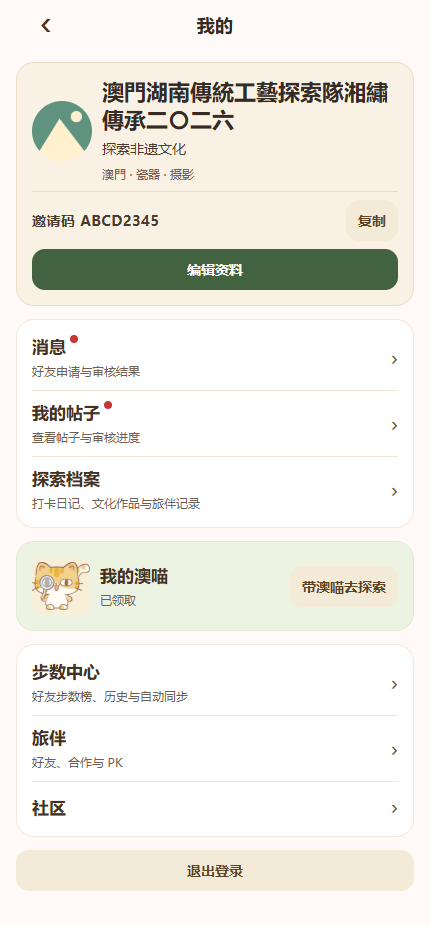 我的
澳門湖南傳統工藝探索隊湘繡
傳承二〇二六
探索非遗文化
澳門 · 瓷器 · 摄影
邀请码 ABCD2345
复制
编辑资料
消息
好友申请与审核结果
我的帖子
查看帖子与审核进度
探索档案
打卡日记、文化作品与旅伴记录
我的澳喵
已领取
带澳喵去探索
步数中心
好友步数榜、历史与自动同步
旅伴
好友、合作与 PK
社区
退出登录